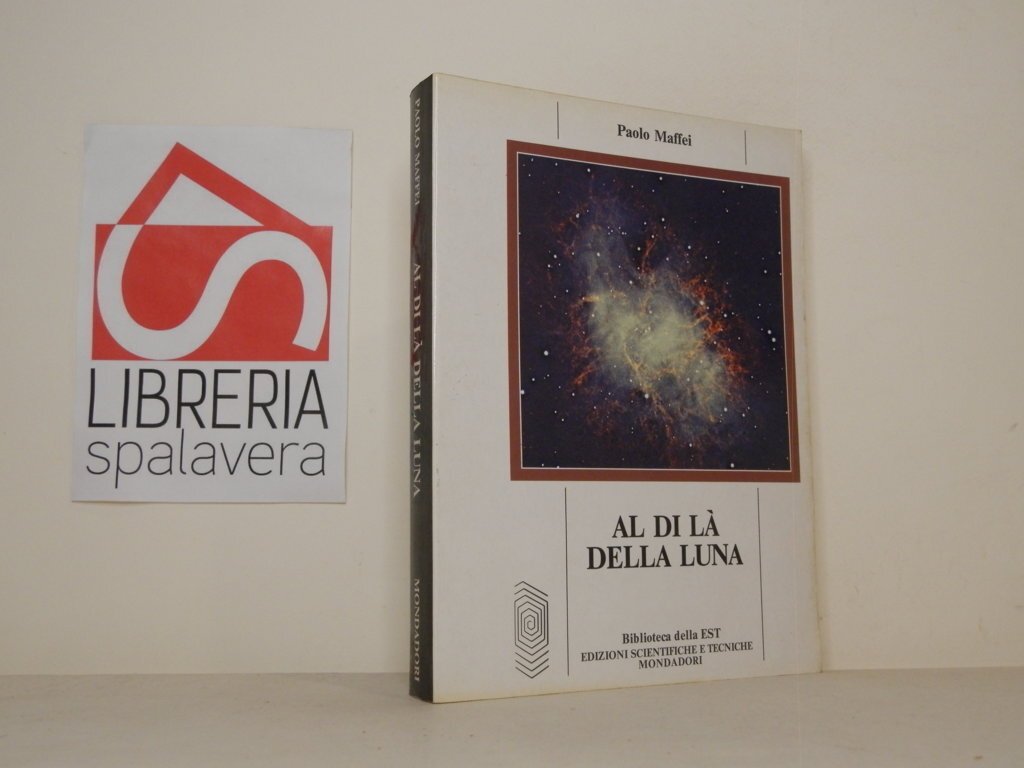 LIBRERIA
spalavera
PAOLO MAFFEI AL DI LÀ DELLA LUNA MONDADORI
Paolo Maffei
AL DI LÀ
DELLA LUNA
Biblioteca della EST
EDIZIONI SCIENTIFICHE E TECNICHE
MONDADORI